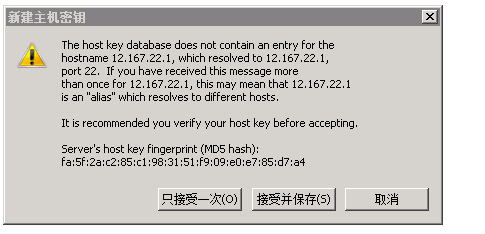 新建主机密钥
The host key database does not contain an entry for the
hostname 12.167.22.1, which resolved to 12.167.22.1,
port 22.  If you have received this message more
than once for 12.167.22.1, this may mean that 12.167.22.1
is an "alias" which resolves to different hosts.
It is recommended you verify your host key before accepting.
Server's host key fingerprint (MD5 hash):
fa:5f:2a:c2:85:c1:98:31:51:f9:09:e0:e7:85:d7:a4
只接受一次(O) 接受并保存(S) 取消